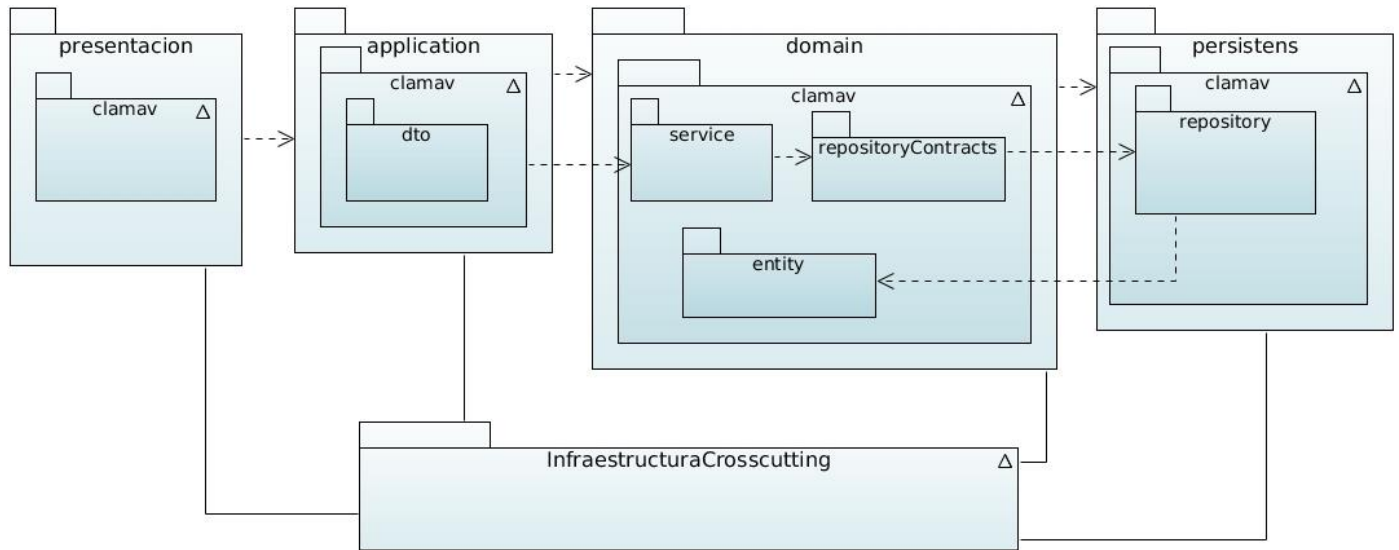 presentacion
clamav
application
clamav
dto
domain
clamav
service
repositoryContracts
entity
persistens
clamav
repository
InfraestructuraCrosscutting